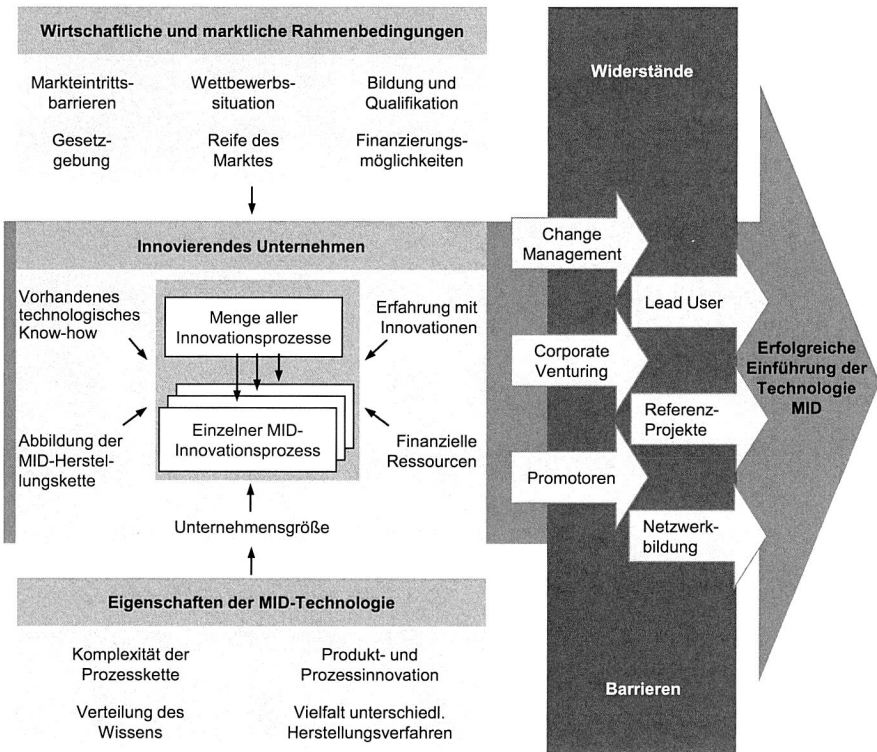 Wirtschaftliche und marktliche Rahmenbedingungen
Markteintritts-
barrieren
Wettbewerbs-
situation
Bildung und
Qualifikation
Gesetz-
gebung
Reife des
Marktes
Finanzierungs-
möglichkeiten
Innovierendes Unternehmen
Vorhandenes
technologisches
Know-how
Menge aller
Innovationsprozesse
Erfahrung mit
Innovationen
Abbildung der
MID-Herstel-
lungskette
Einzelner MID-
Innovationsprozess
Finanzielle
Ressourcen
Unternehmensgröße
Eigenschaften der MID-Technologie
Komplexität der
Prozesskette
Produkt- und
Prozessinnovation
Verteilung des
Wissens
Vielfalt unterschiedl.
Herstellungsverfahren
Widerstände
Change
Management
Lead User
Corporate
Venturing
Referenz-
Projekte
Promotoren
Netzwerk-
bildung
Barrieren
Erfolgreiche
Einführung der
Technologie
MID